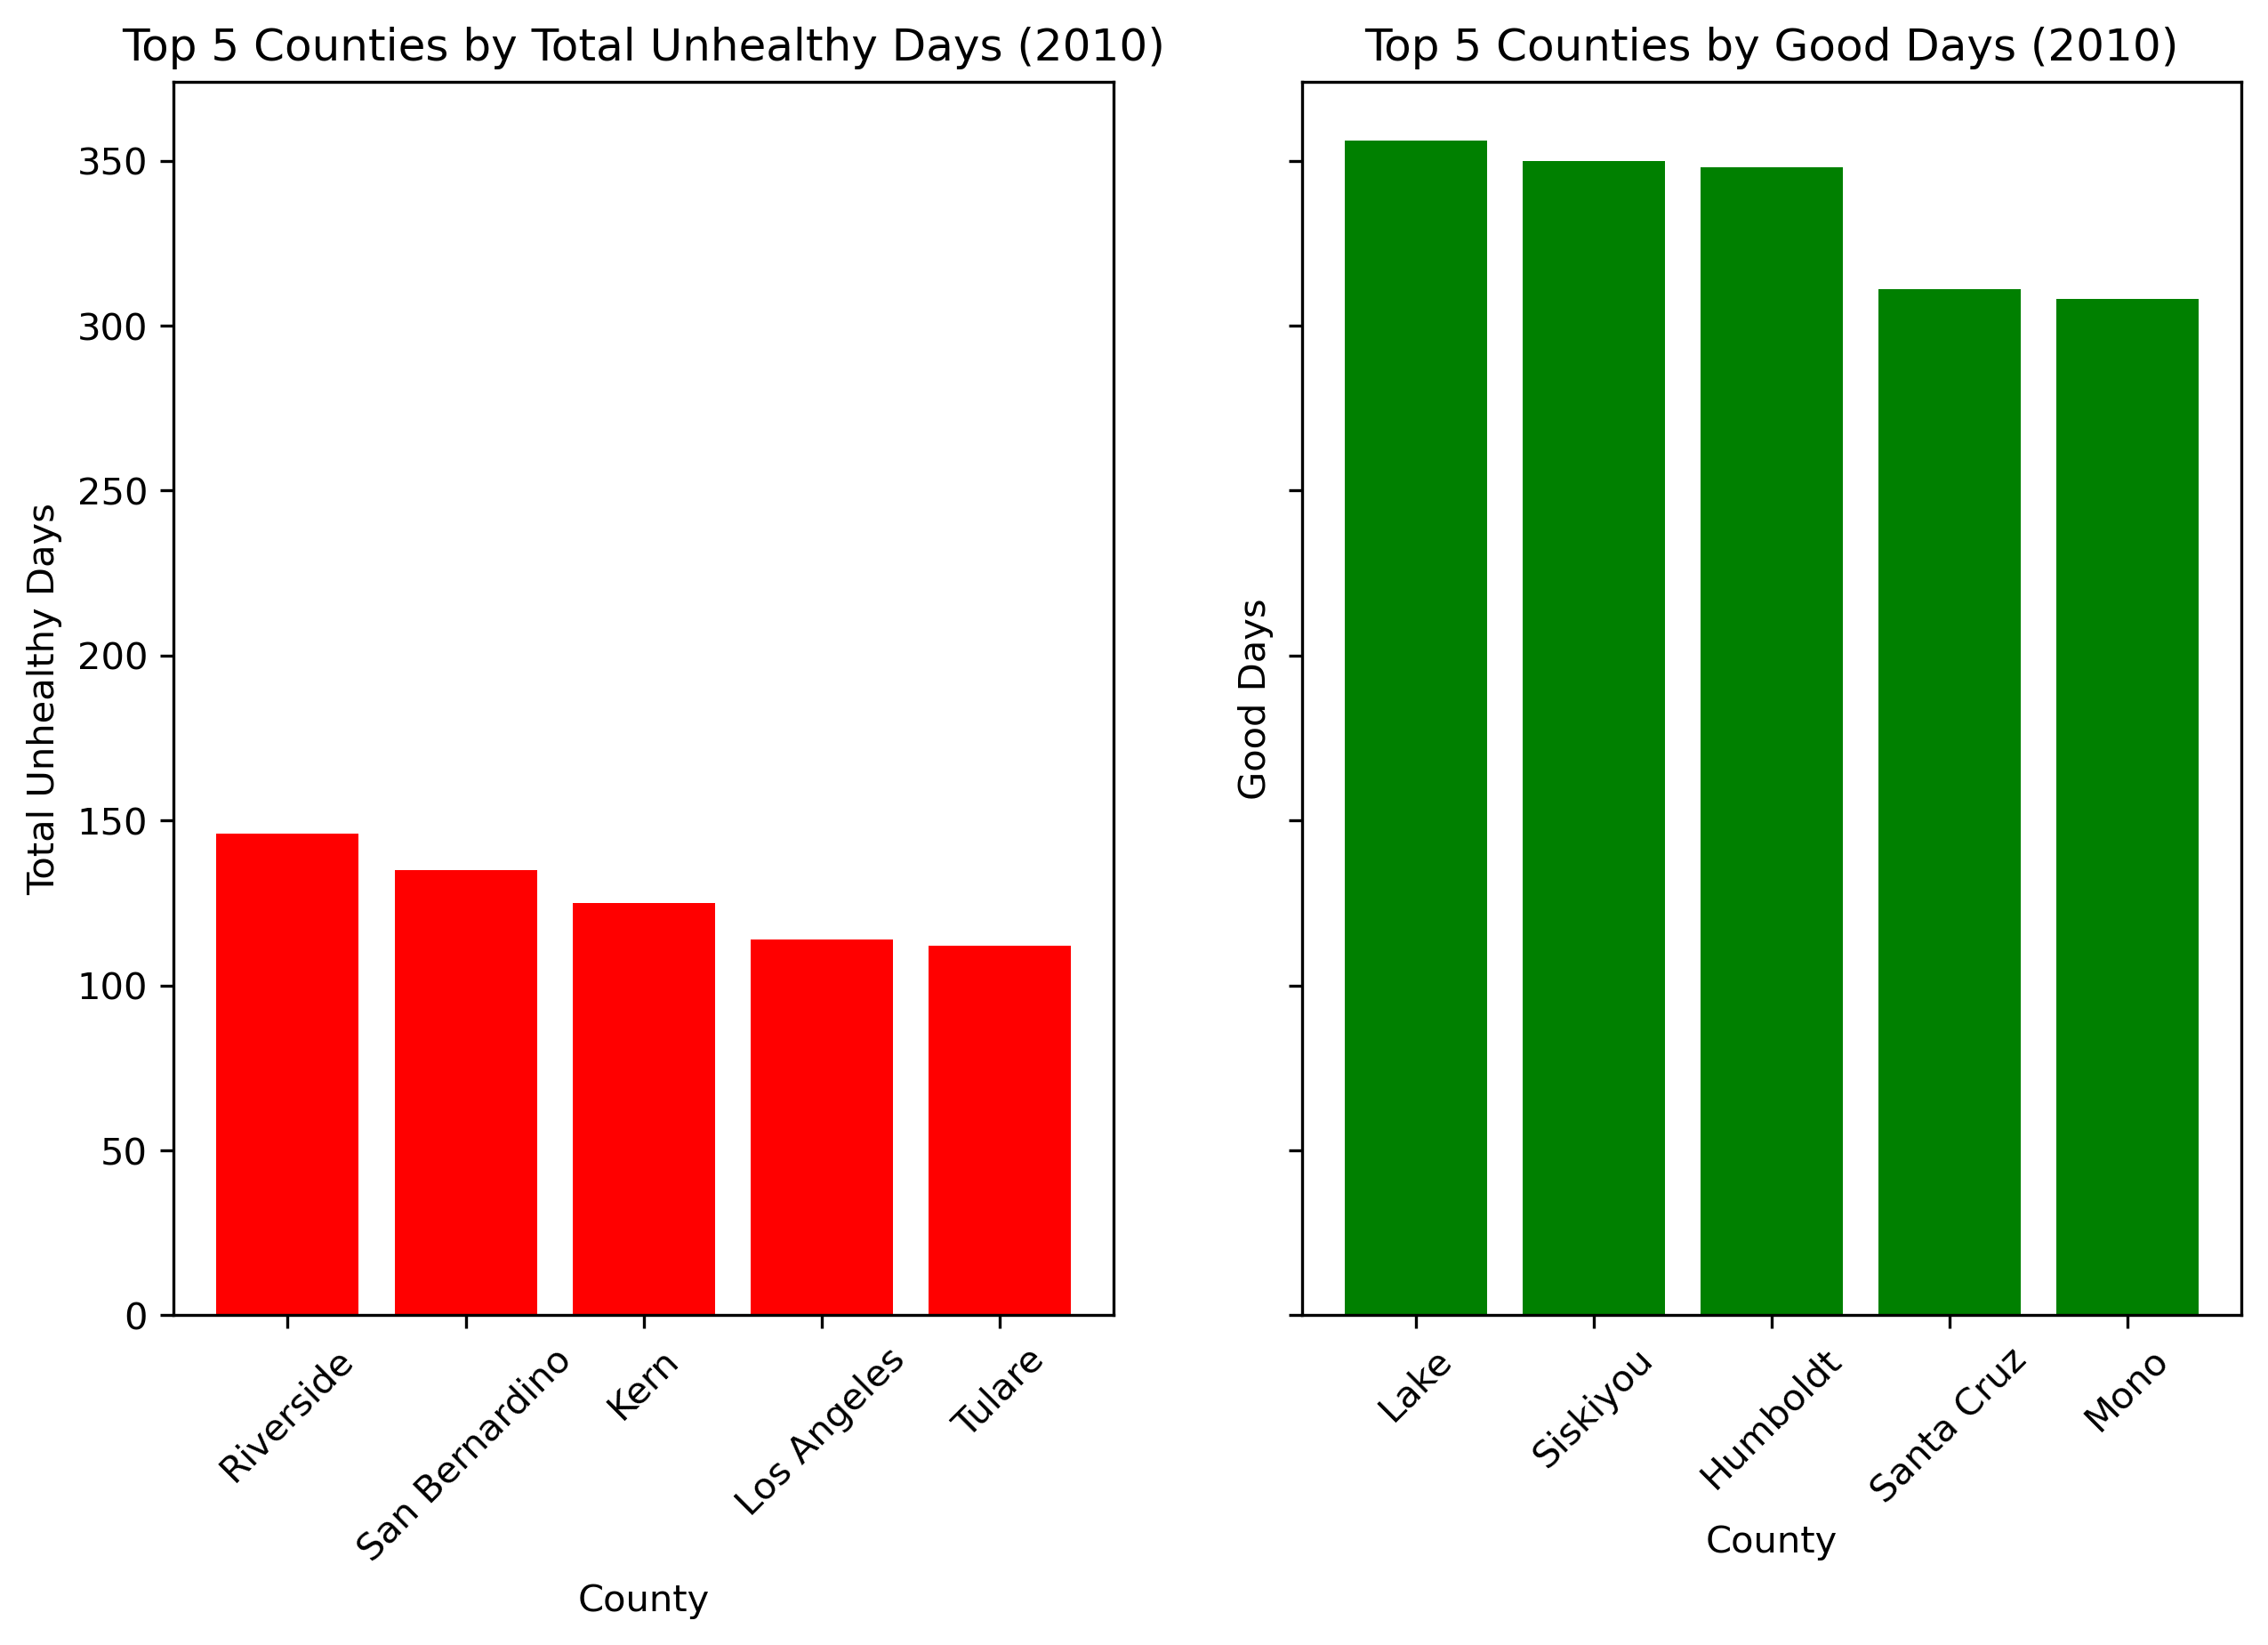 Top 5 Counties by Total Unhealthy Days (2010)
Total Unhealthy Days
350
300
250
200
150
100
50
0
Riverside
San Bernardino
Kern
Los Angeles
Tulare
County
Top 5 Counties by Good Days (2010)
Good Days
Lake
Siskiyou
Humboldt
Santa Cruz
Mono
County